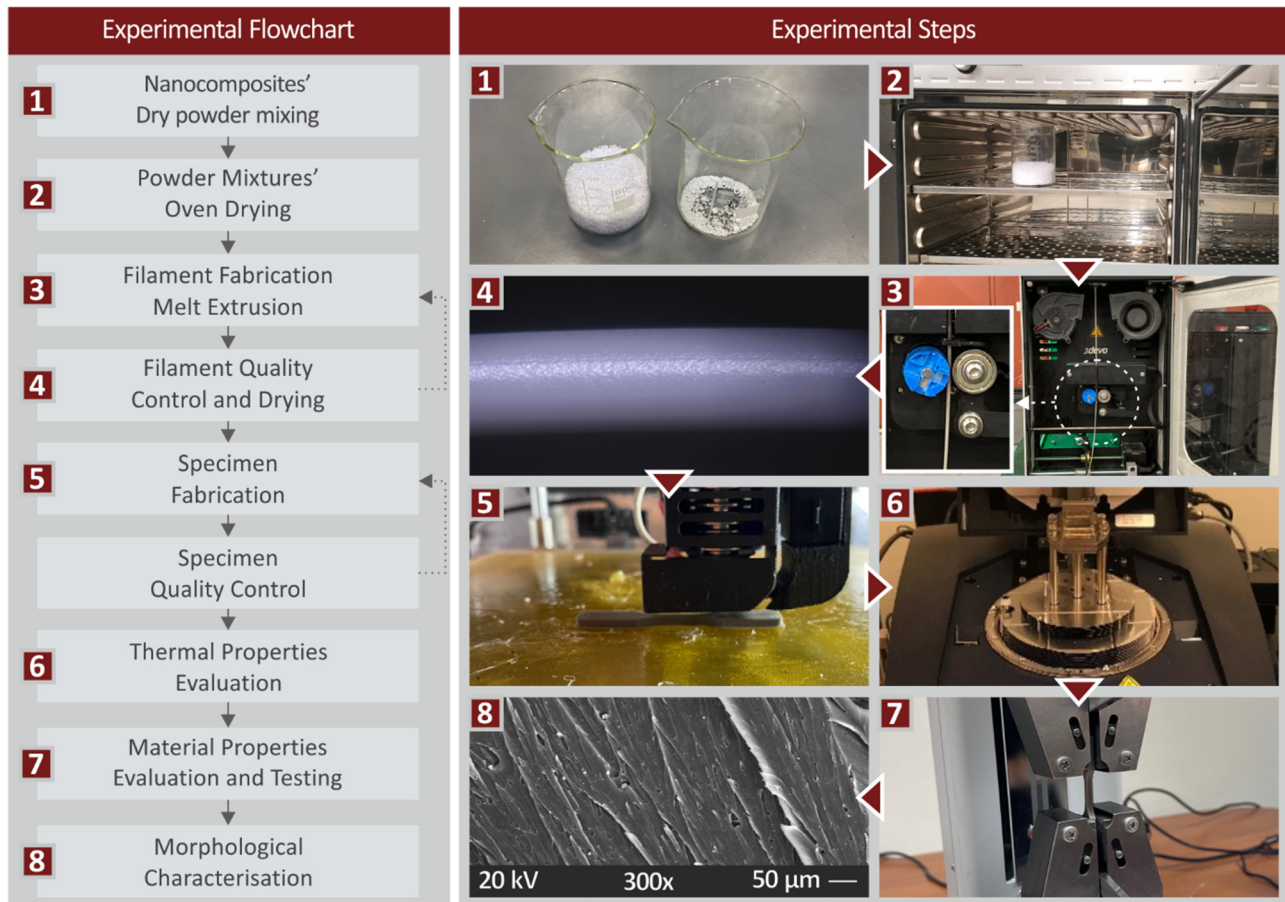 Experimental Flowchart
1
Nanocomposites'
Dry powder mixing
2
Powder Mixtures'
Oven Drying
3
Filament Fabrication
Melt Extrusion
4
Filament Quality
Control and Drying
5
Specimen
Fabrication
Specimen
Quality Control
6
Thermal Properties
Evaluation
7
Material Properties
Evaluation and Testing
8
Morphological
Characterisation
Experimental Steps
1
2
4
3
3devo
5
6
8
7
20 kV 300x 50 μm